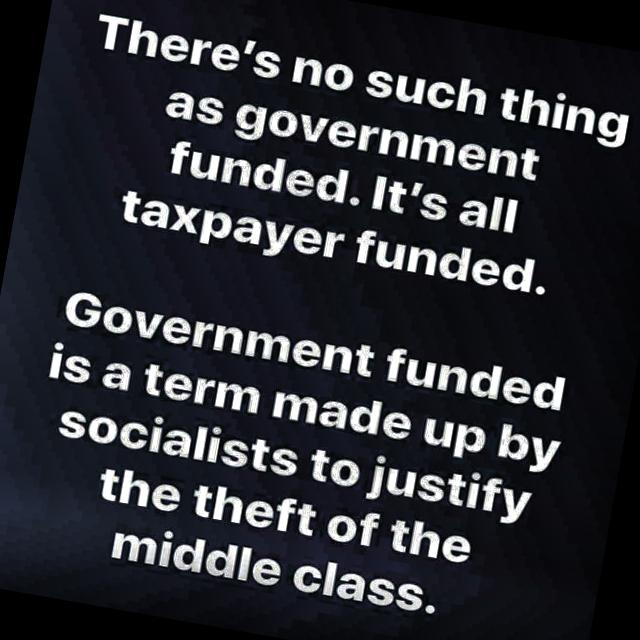 There’s no such thing
as government
funded. It’s all
taxpayer funded.
Government funded
is a term made up by
socialists to justify
the theft of the
middle class.